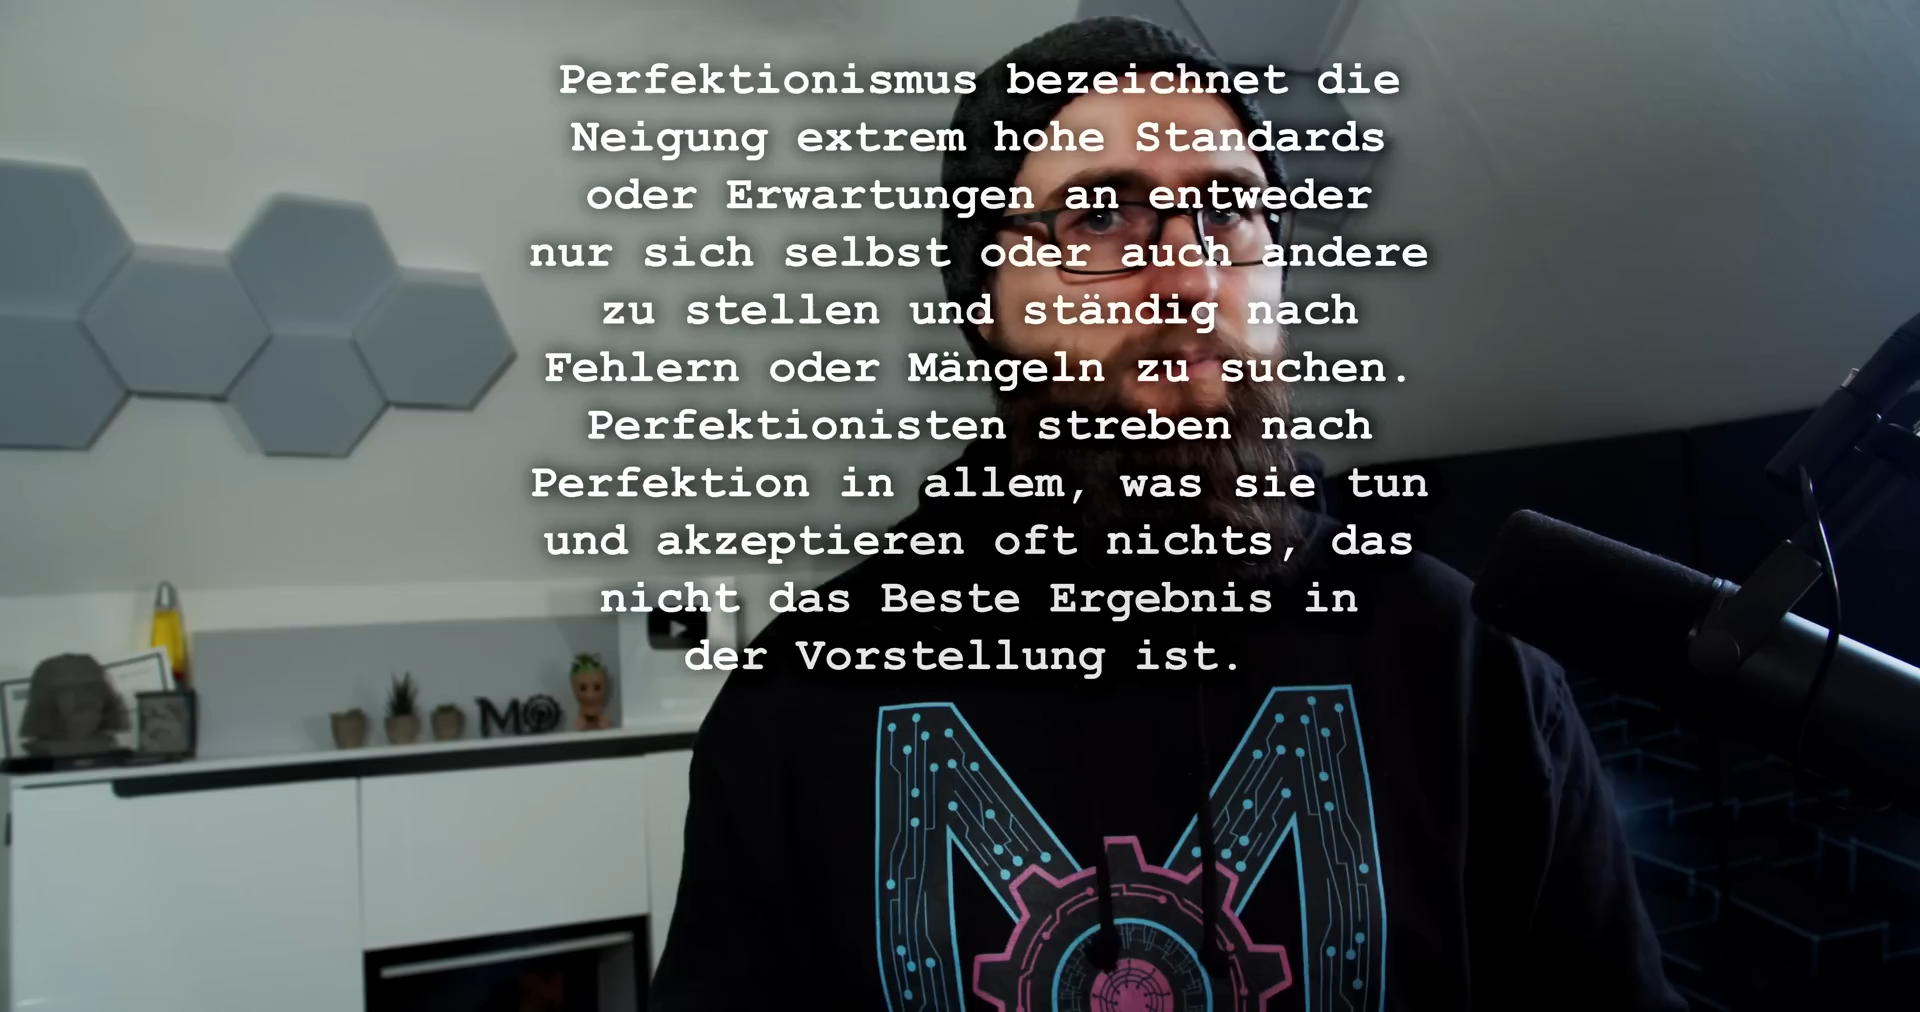 Perfektionismus bezeichnet die
Neigung extrem hohe Standards
oder Erwartungen an entweder
nur sich selbst oder auch andere
zu stellen und ständig nach
Fehlern oder Mängeln zu suchen.
Perfektionisten streben nach
Perfektion in allem, was sie tun
und akzeptieren oft nichts, das
nicht das Beste Ergebnis in
der Vorstellung ist.